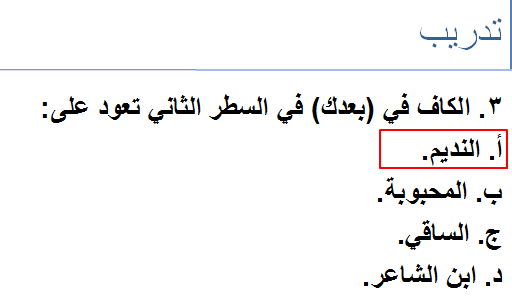 تدريب
٣. الكاف في (بعدك) في السطر الثاني تعود على:
أ. النديم.
ب. المحبوبة.
ج. الساقي.
د. ابن الشاعر.